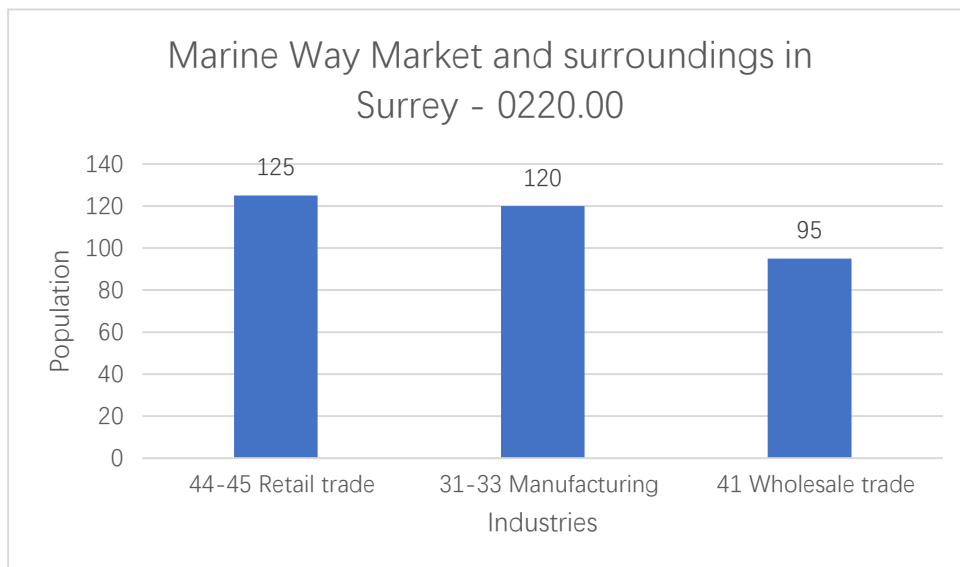 Marine Way Market and surroundings in
Surrey - 0220.00
140
120
100
80
60
40
20
0
Population
125
120
95
44-45 Retail trade
31-33 Manufacturing
41 Wholesale trade
Industries